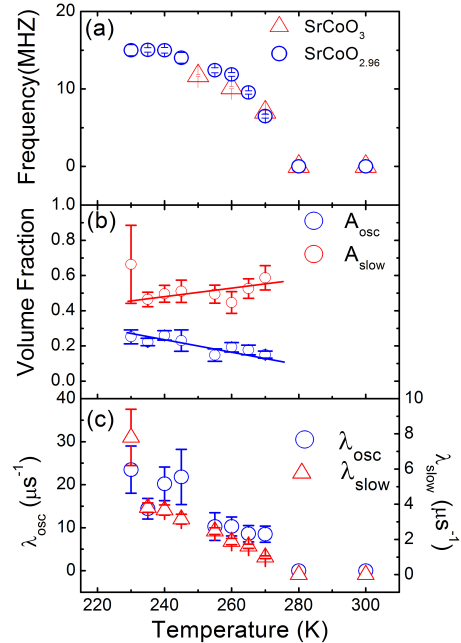 (a)
SrCoO3
SrCoO2.96
Frequency(MHZ)
20
10
0
(b)
Aosc
Aslow
Volume Fraction
1.0
0.8
0.6
0.4
0.2
0.0
(c)
λosc
λslow
λosc (μs-1)
40
30
20
10
0
λslow (μs-1)
10
8
6
4
2
0
220 240 260 280 300
Temperature (K)